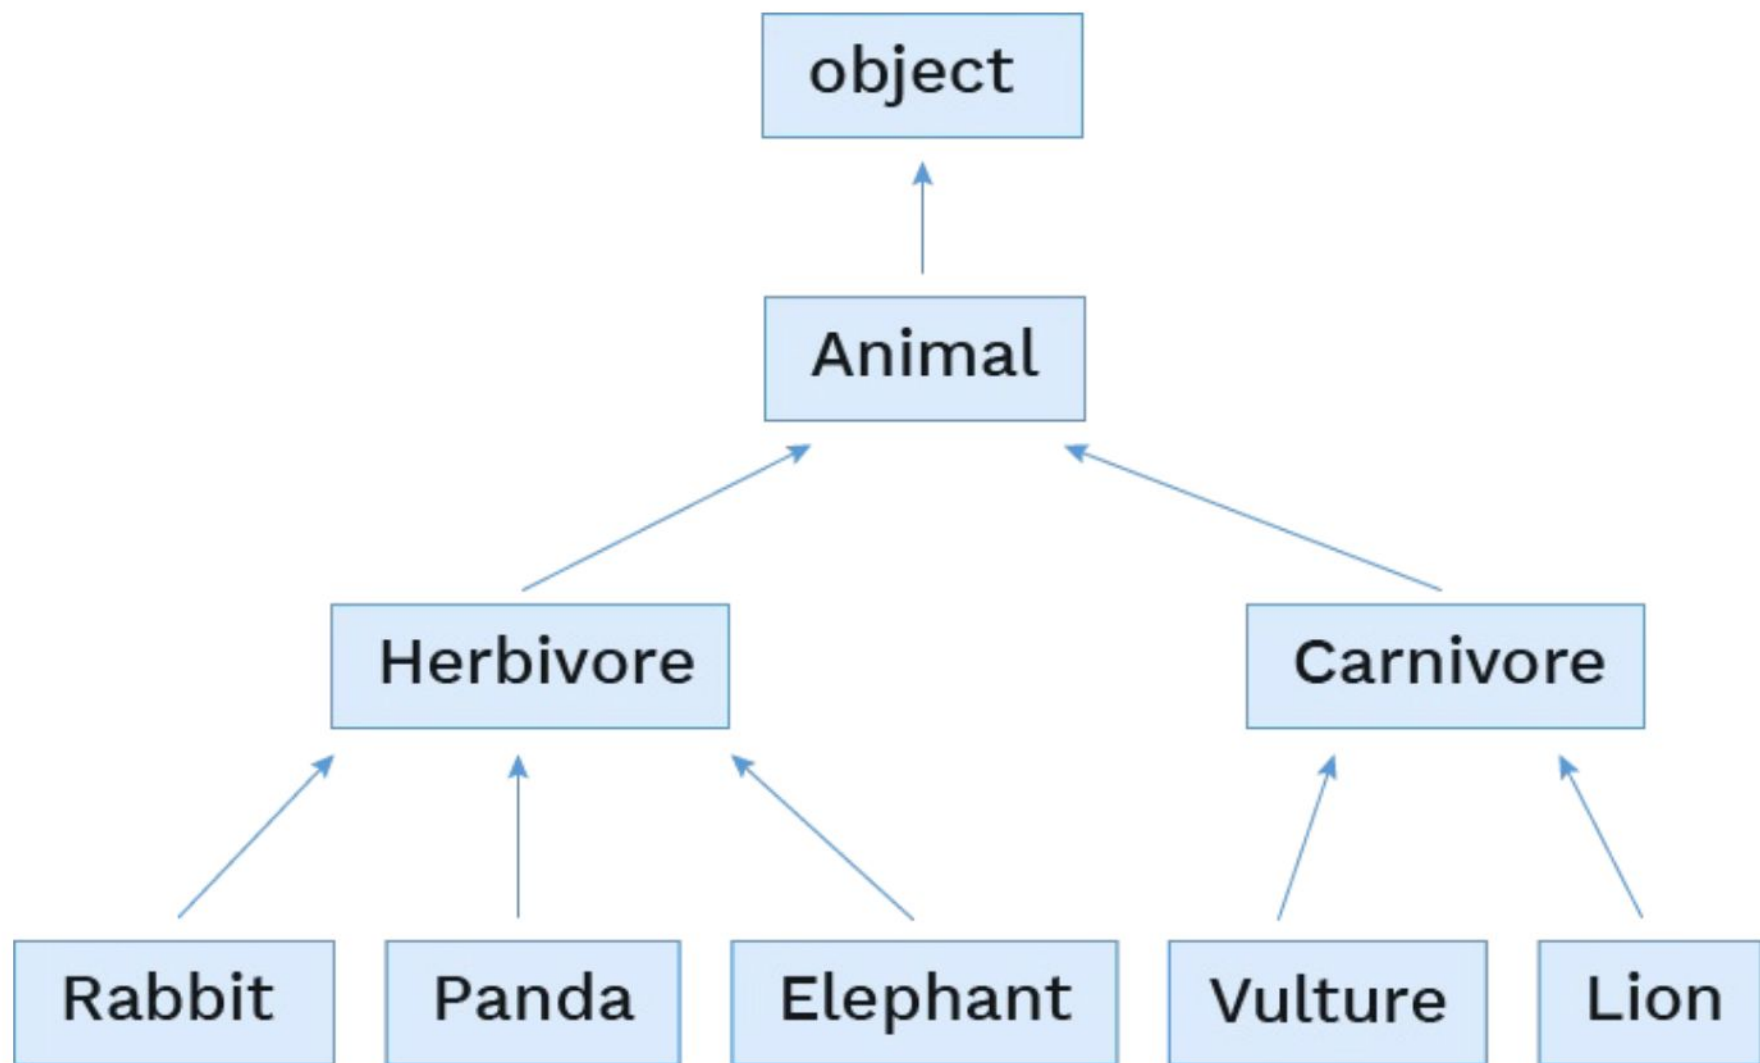 object
Animal
Herbivore
Carnivore
Rabbit
Panda
Elephant
Vulture
Lion